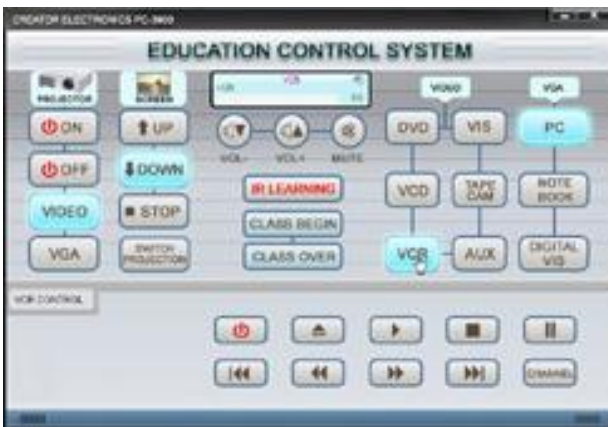 CREATOR ELECTRONICS PC-3900
EDUCATION CONTROL SYSTEM
PROJECTOR
SCREEN
VCR
VIDEO
VGA
ON
UP
DVD
VIS
PC
VOL-
VOL+
MUTE
OFF
DOWN
IR LEARNING
VCD
TAPE CAM
NOTE BOOK
VIDEO
STOP
CLASS BEGIN
VGA
SWITCH PROJECTION
CLASS OVER
VCR
AUX
DIGITAL VIS
VCR CONTROL
CHANNEL